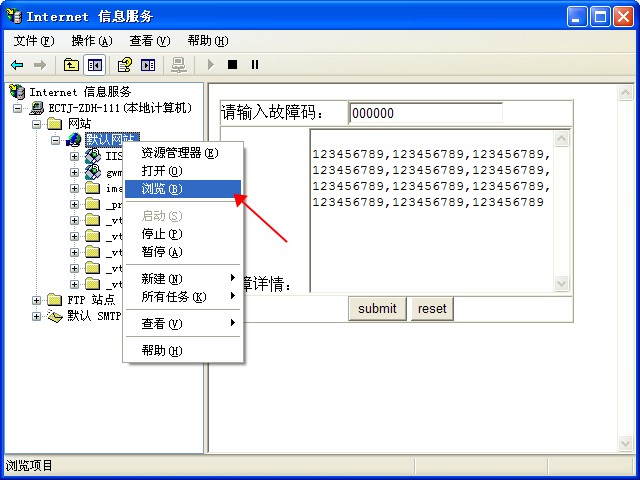 Internet 信息服务
文件(F) 操作(A) 查看(V) 帮助(H)
Internet 信息服务
ECTJ-ZDH-111(本地计算机)
网站
默认网站
IIS
gwm
ima
_pr
_vt
_vt
_vt
_vt
FTP 站点
默认 SMTP
资源管理器(E)
打开(O)
浏览(B)
启动(S)
停止(P)
暂停(A)
新建(N)
所有任务(K)
查看(V)
帮助(H)
请输入故障码：
000000
123456789,123456789,123456789,
123456789,123456789,123456789,
123456789,123456789,123456789,
123456789,123456789,123456789
障详情：
submit reset
浏览项目